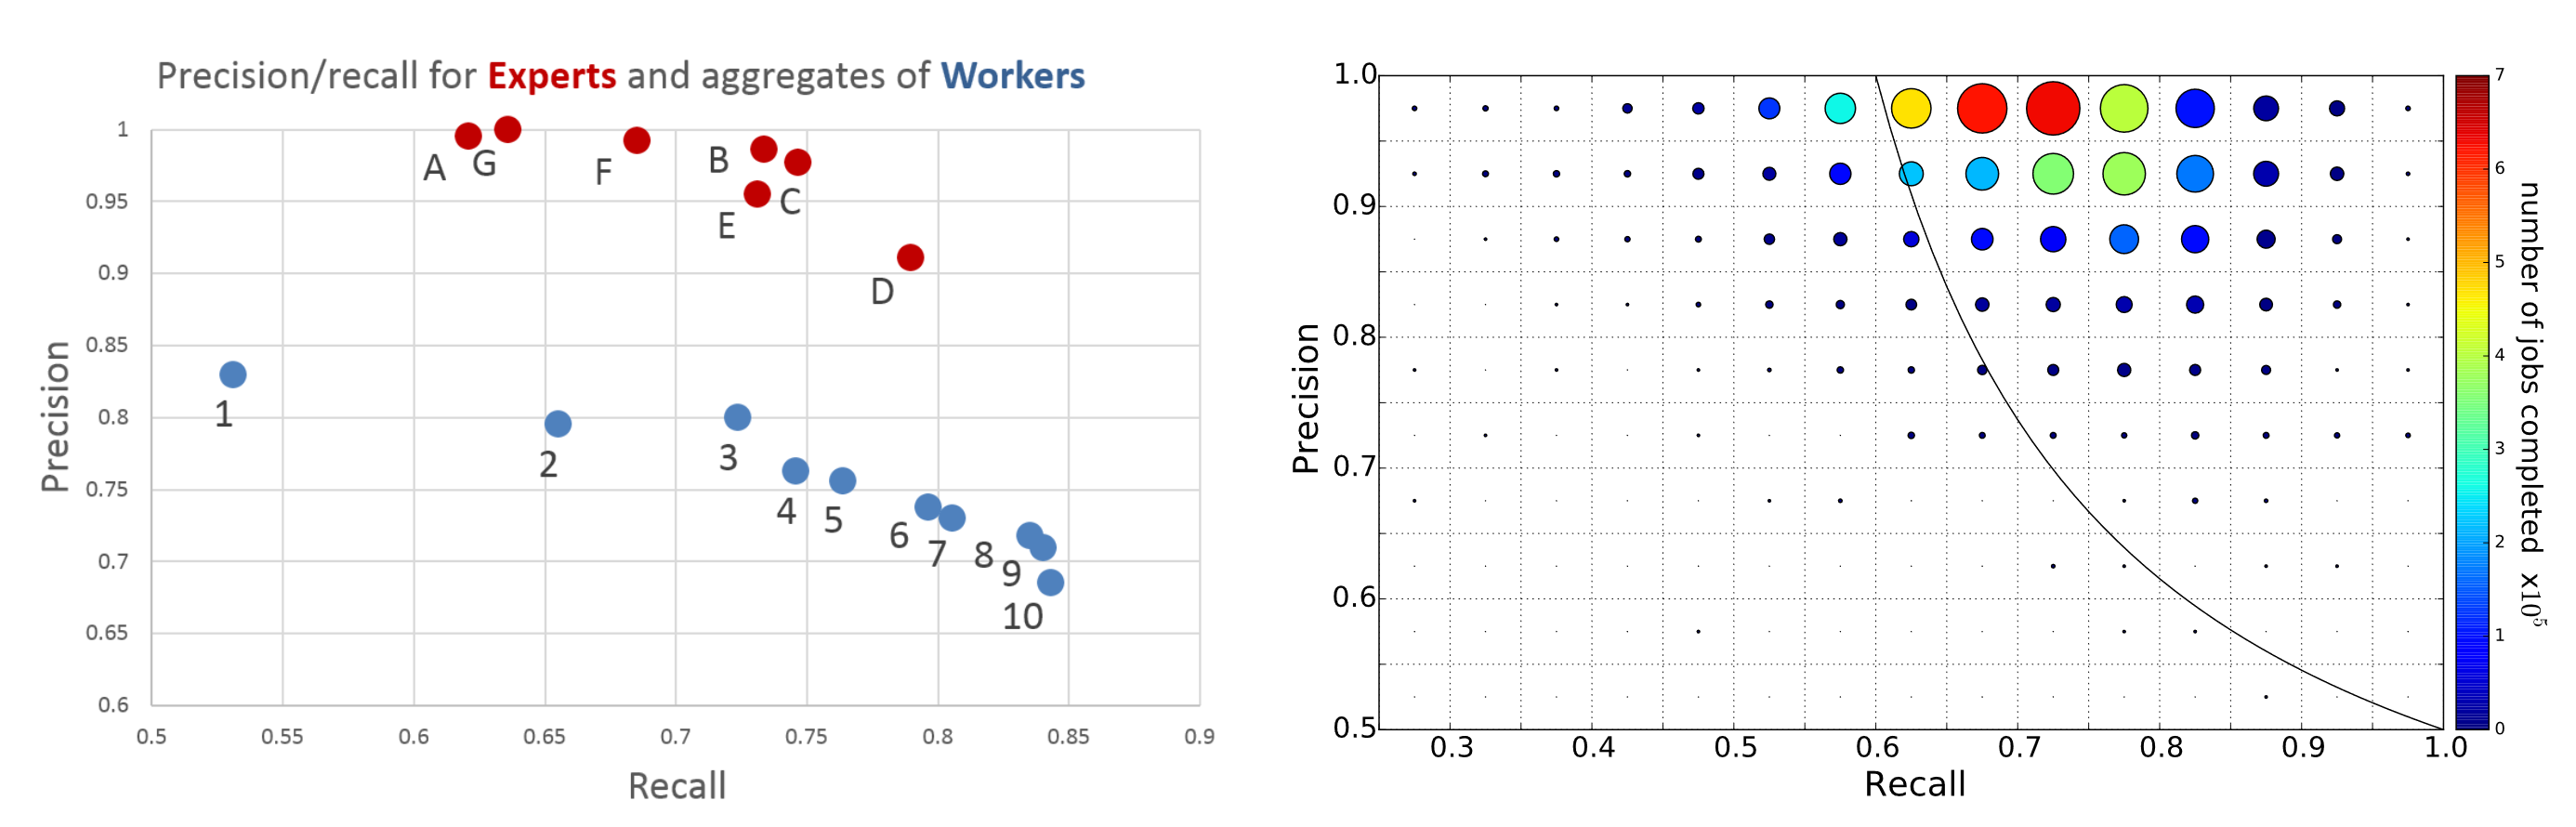 Precision/recall for Experts and aggregates of Workers
1
0.95
0.9
0.85
0.8
0.75
0.7
0.65
0.6
Precision
A
G
F
B
C
E
D
1
2
3
4
5
6
7
8
9
10
0.5 0.55 0.6 0.65 0.7 0.75 0.8 0.85 0.9
Recall
1.0
0.9
0.8
0.7
0.6
0.5
Precision
0.3 0.4 0.5 0.6 0.7 0.8 0.9 1.0
Recall
7
6
5
4
3
2
1
0
number of jobs completed x10⁵